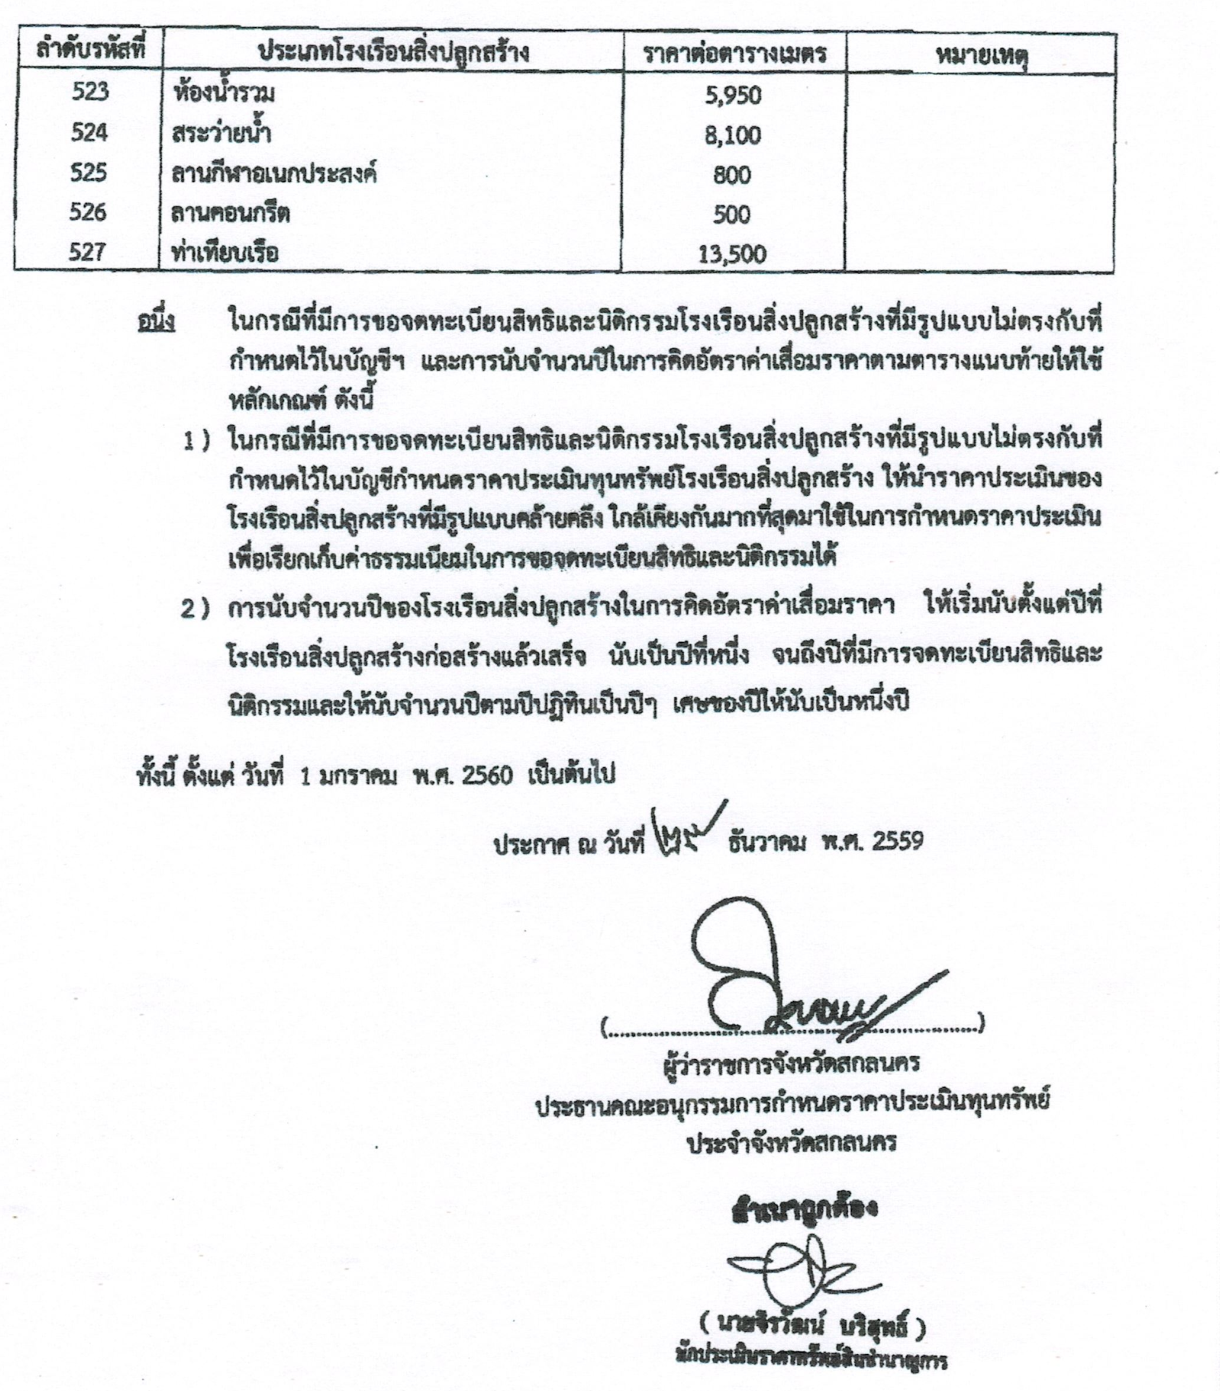 ลำดับรหัสที่ ประเภทโรงเรือนสิ่งปลูกสร้าง ราคาต่อตารางเมตร หมายเหตุ
523 ห้องน้ำรวม 5,950
524 สระว่ายน้ำ 8,100
525 ลานกีฬาอเนกประสงค์ 800
526 ลานคอนกรีต 500
527 ท่าเทียบเรือ 13,500
อนึ่ง ในกรณีที่มีการขอจดทะเบียนสิทธิและนิติกรรมโรงเรือนสิ่งปลูกสร้างที่มีรูปแบบไม่ตรงกับที่
กำหนดไว้ในบัญชีฯ และการนับจำนวนปีในการคิดอัตราค่าเสื่อมราคาตามตารางแนบท้ายให้ใช้
หลักเกณฑ์ ดังนี้
1) ในกรณีที่มีการขอจดทะเบียนสิทธิและนิติกรรมโรงเรือนสิ่งปลูกสร้างที่มีรูปแบบไม่ตรงกับที่
กำหนดไว้ในบัญชีกำหนดราคาประเมินทุนทรัพย์โรงเรือนสิ่งปลูกสร้าง ให้นำราคาประเมินของ
โรงเรือนสิ่งปลูกสร้างที่มีรูปแบบคล้ายคลึง ใกล้เคียงกันมากที่สุดมาใช้ในการกำหนดราคาประเมิน
เพื่อเรียกเก็บค่าธรรมเนียมในการขอจดทะเบียนสิทธิและนิติกรรมได้
2) การนับจำนวนปีของโรงเรือนสิ่งปลูกสร้างในการคิดอัตราค่าเสื่อมราคา ให้เริ่มนับตั้งแต่ปีที่
โรงเรือนสิ่งปลูกสร้างก่อสร้างแล้วเสร็จ นับเป็นปีที่หนึ่ง จนถึงปีที่มีการจดทะเบียนสิทธิและ
นิติกรรมและให้นับจำนวนปีตามปีปฏิทินเป็นปีๆ เศษของปีให้นับเป็นหนึ่งปี
ทั้งนี้ ตั้งแต่ วันที่ 1 มกราคม พ.ศ. 2560 เป็นต้นไป
ประกาศ ณ วันที่ ธันวาคม พ.ศ. 2559
(..................................................)
ผู้ว่าราชการจังหวัดสกลนคร
ประธานคณะอนุกรรมการกำหนดราคาประเมินทุนทรัพย์
ประจำจังหวัดสกลนคร
สำเนาถูกต้อง
( นายจิรวัฒน์ บริสุทธิ์ )
นักประเมินราคาทรัพย์สินชำนาญการ